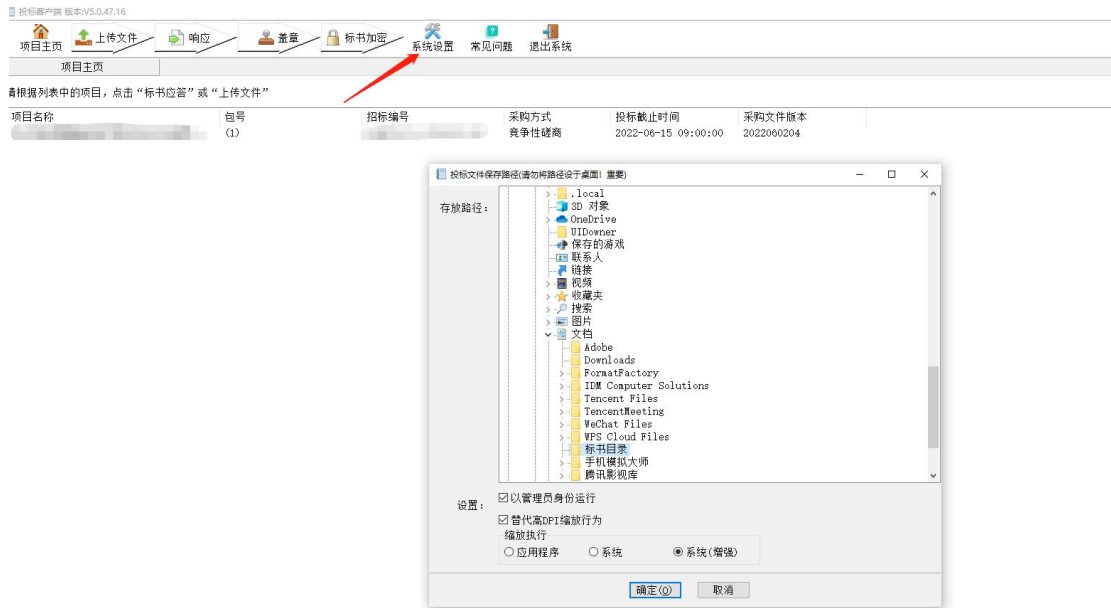 投标客户端 版本:V5.0.47.16
项目主页 上传文件 响应 盖章 标书加密 系统设置 常见问题 退出系统
项目主页
请根据列表中的项目，点击“标书应答”或“上传文件”
项目名称 包号 招标编号 采购方式 投标截止时间 采购文件版本
(1) 竞争性磋商 2022-06-15 09:00:00 2022060204
投标文件保存路径(请勿将路径设于桌面! 重要)
存放路径：
.local
3D 对象
OneDrive
UIDowner
保存的游戏
联系人
链接
视频
收藏夹
搜索
图片
文档
Adobe
Downloads
FormatFactory
IDM Computer Solutions
Tencent Files
TencentMeeting
WeChat Files
WPS Cloud Files
标书目录
手机模拟大师
腾讯影视库
设置：
以管理员身份运行
替代高DPI缩放行为
缩放执行
应用程序 系统 系统(增强)
确定(O) 取消